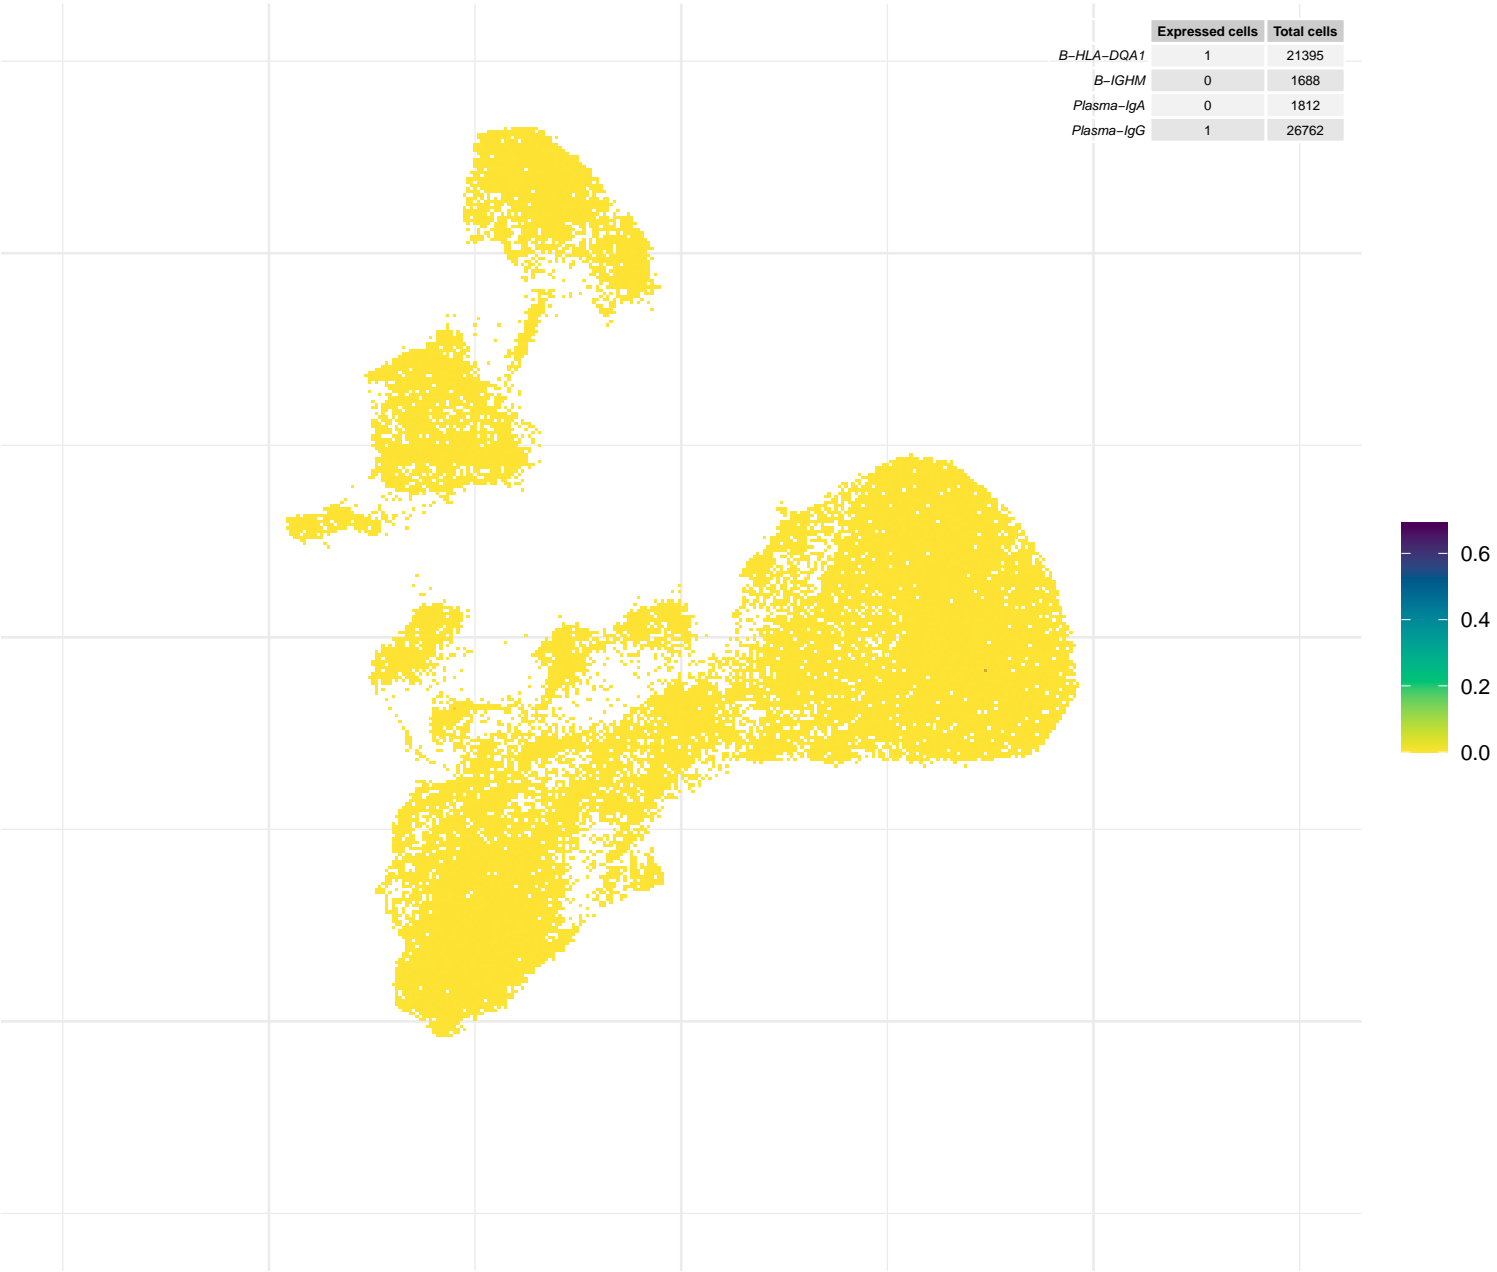 Expressed cells Total cells
B-HLA-DQA1 1 21395
B-IGHM 0 1688
Plasma-IgA 0 1812
Plasma-IgG 1 26762
0.6
0.4
0.2
0.0